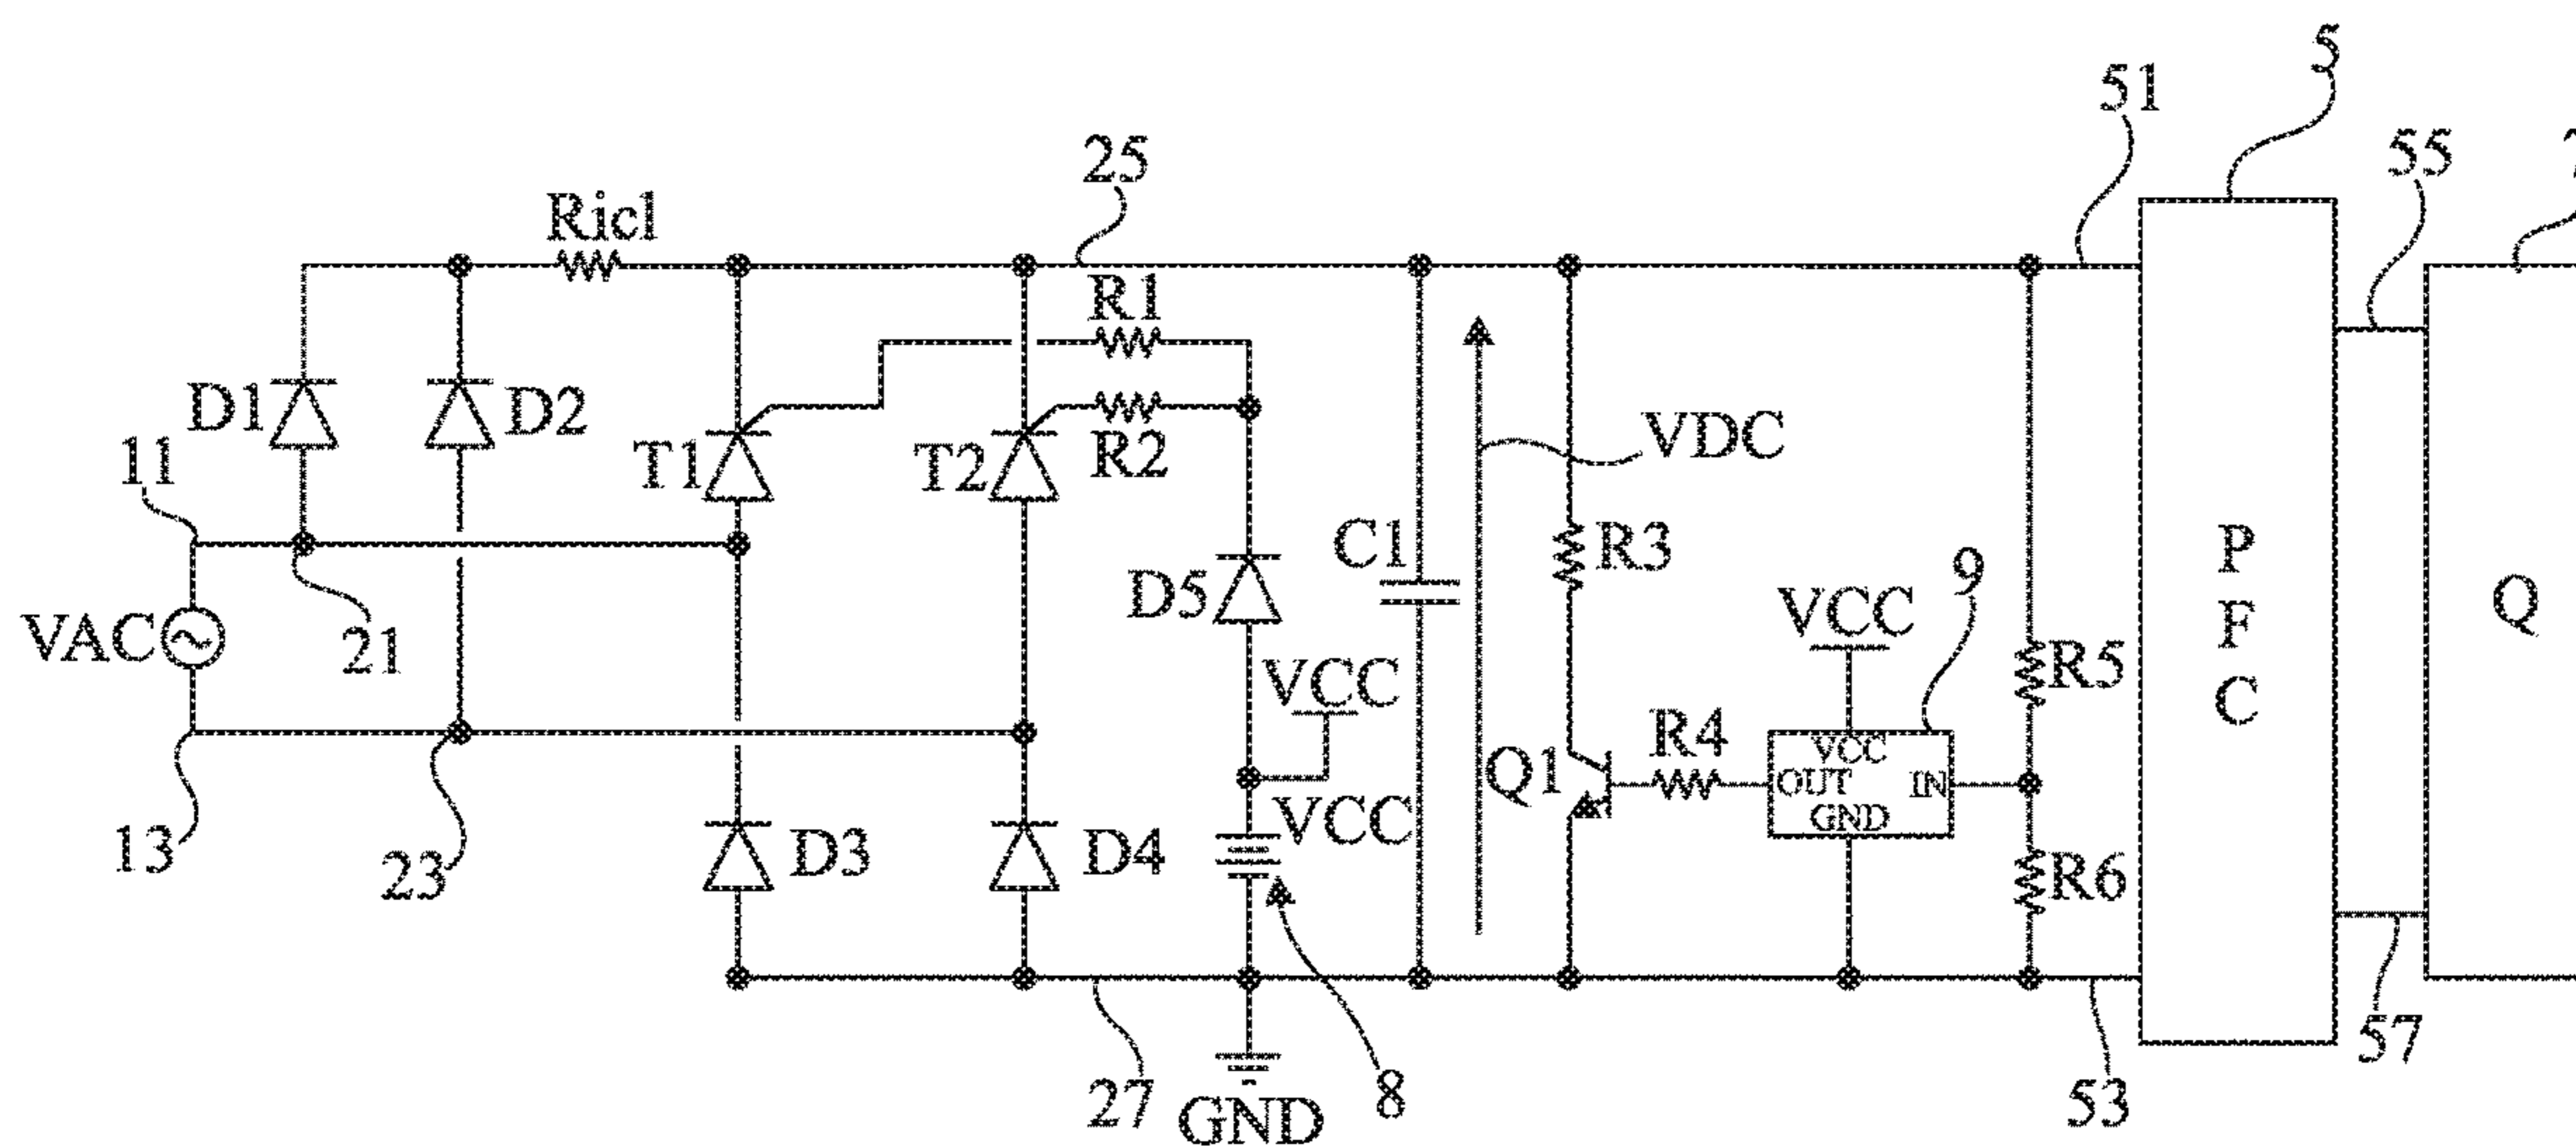 5
51
55
25
Ricl
R1
D1
D2
T1
T2
R2
VDC
11
C1
R3
9
D5
VCC
VAC
21
VCC
R5
P
F
C
Q
R4
Q1
VCC
OUT
IN
GND
VCC
13
23
D3
D4
R6
27
GND
8
53
57